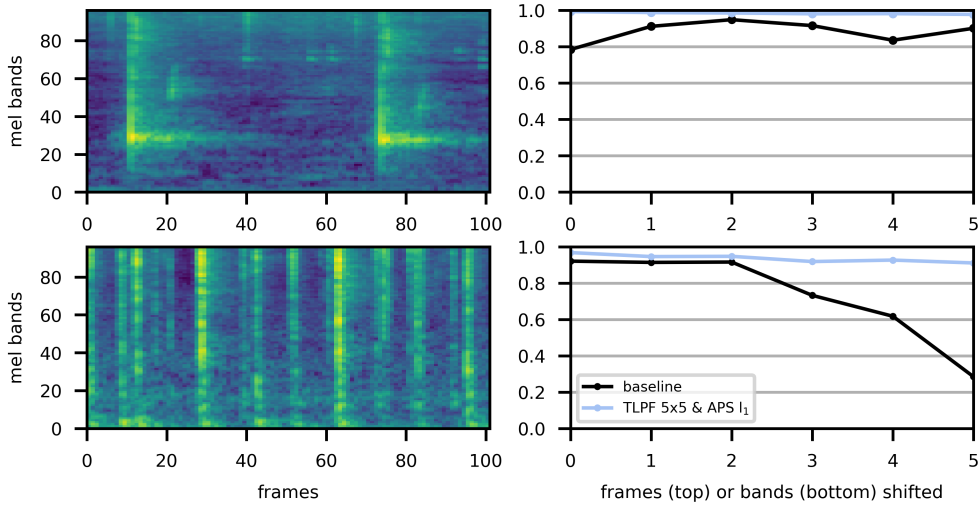 mel bands
80
60
40
20
0
0 20 40 60 80 100
1.0
0.8
0.6
0.4
0.2
0.0
0 1 2 3 4 5
mel bands
80
60
40
20
0
0 20 40 60 80 100
frames
1.0
0.8
0.6
0.4
0.2
0.0
baseline
TLPF 5x5 & APS l₁
0 1 2 3 4 5
frames (top) or bands (bottom) shifted